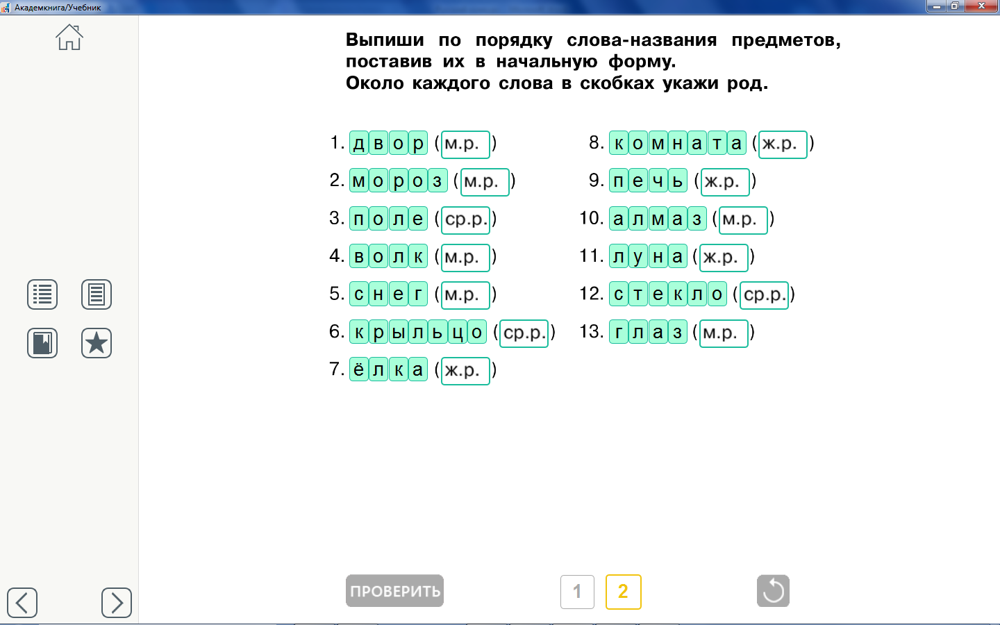 Академкнига/Учебник
Выпиши по порядку слова-названия предметов,
поставив их в начальную форму.
Около каждого слова в скобках укажи род.
1. двор (м.р.)
2. мороз (м.р.)
3. поле (ср.р.)
4. волк (м.р.)
5. снег (м.р.)
6. крыльцо (ср.р.)
7. ёлка (ж.р.)
8. комната (ж.р.)
9. печь (ж.р.)
10. алмаз (м.р.)
11. луна (ж.р.)
12. стекло (ср.р.)
13. глаз (м.р.)
ПРОВЕРИТЬ 1 2